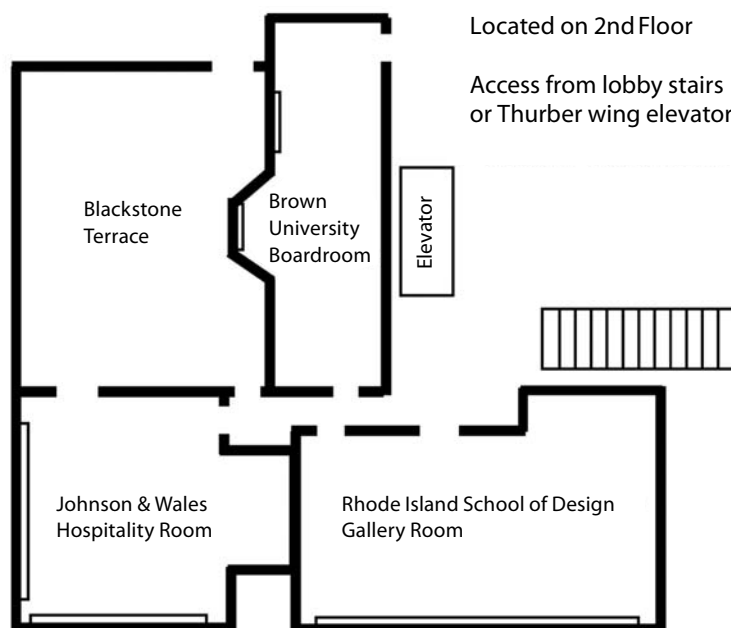 Located on 2nd Floor
Access from lobby stairs
or Thurber wing elevator
Blackstone
Terrace
Brown
University
Boardroom
Elevator
Johnson & Wales
Hospitality Room
Rhode Island School of Design
Gallery Room